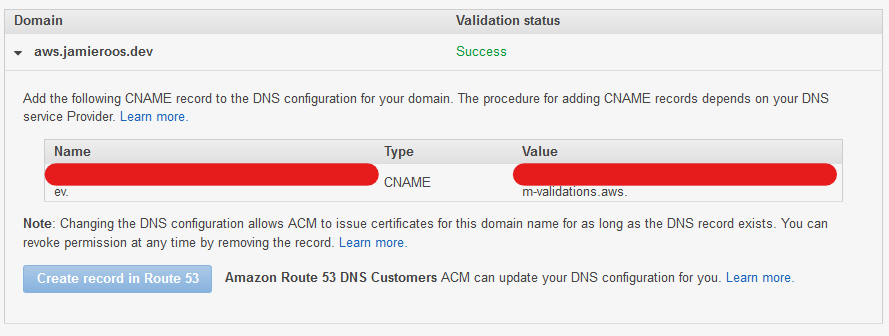 Domain Validation status
aws.jamieroos.dev Success
Add the following CNAME record to the DNS configuration for your domain. The procedure for adding CNAME records depends on your DNS
service Provider. Learn more.
Name Type Value
CNAME
ev. m-validations.aws.
Note: Changing the DNS configuration allows ACM to issue certificates for this domain name for as long as the DNS record exists. You can
revoke permission at any time by removing the record. Learn more.
Create record in Route 53 Amazon Route 53 DNS Customers ACM can update your DNS configuration for you. Learn more.